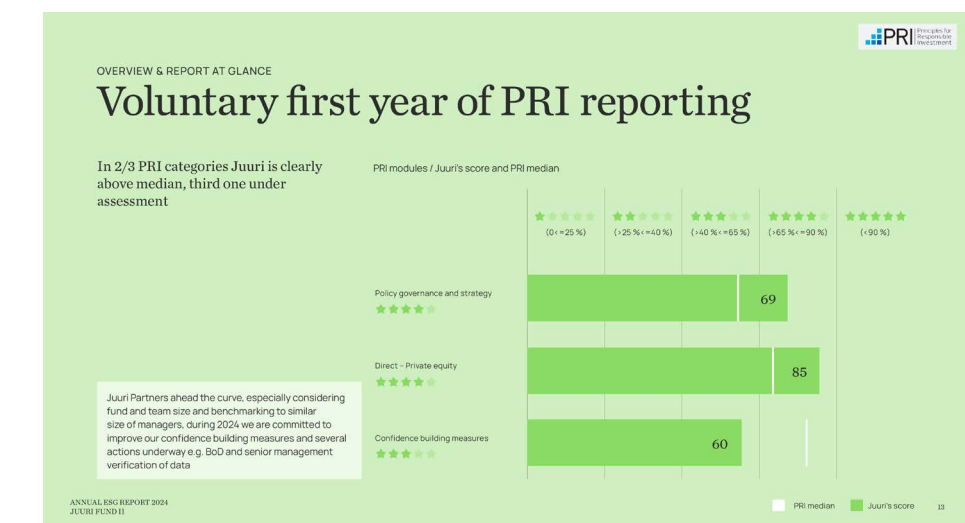 PRI Principles for
Responsible
Investment
OVERVIEW & REPORT AT GLANCE
Voluntary first year of PRI reporting
In 2/3 PRI categories Juuri is clearly
above median, third one under
assessment
PRI modules / Juuri's score and PRI median
(0<=25 %) (>25 %<=40 %) (>40 %<=65 %) (>65 %<=90 %) (<90 %)
Policy governance and strategy
69
Direct – Private equity
85
Confidence building measures
60
Juuri Partners ahead the curve, especially considering
fund and team size and benchmarking to similar
size of managers, during 2024 we are committed to
improve our confidence building measures and several
actions underway e.g. BoD and senior management
verification of data
ANNUAL ESG REPORT 2024
JUURI FUND II
PRI median Juuri's score 13